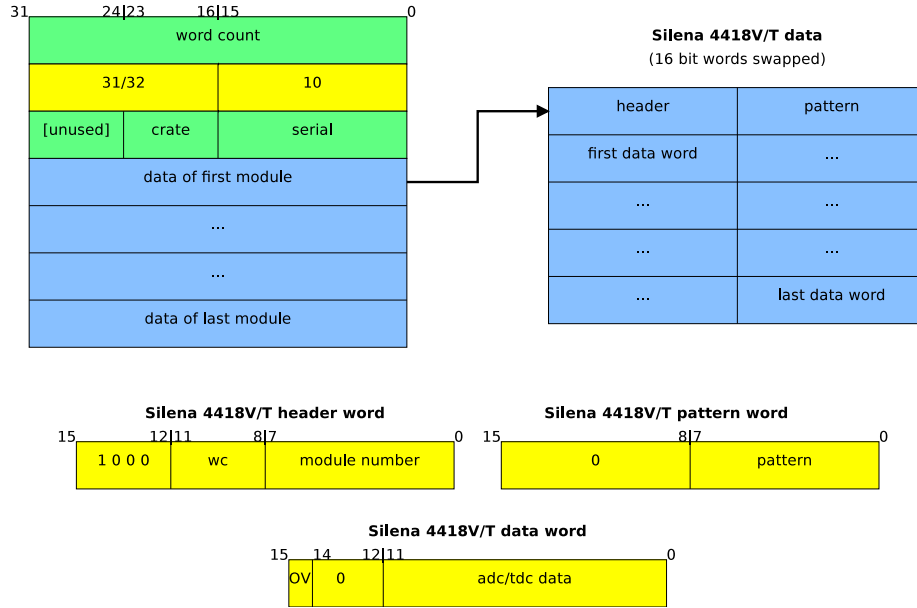 31 24 23 16 15 0
word count
31/32 10
[unused] crate serial
data of first module
...
...
data of last module
Silena 4418V/T data
(16 bit words swapped)
header pattern
first data word ...
... ...
... ...
... last data word
Silena 4418V/T header word
15 12 11 8 7 0
1 0 0 0 wc module number
Silena 4418V/T pattern word
15 8 7 0
0 pattern
Silena 4418V/T data word
15 14 12 11 0
OV 0 adc/tdc data